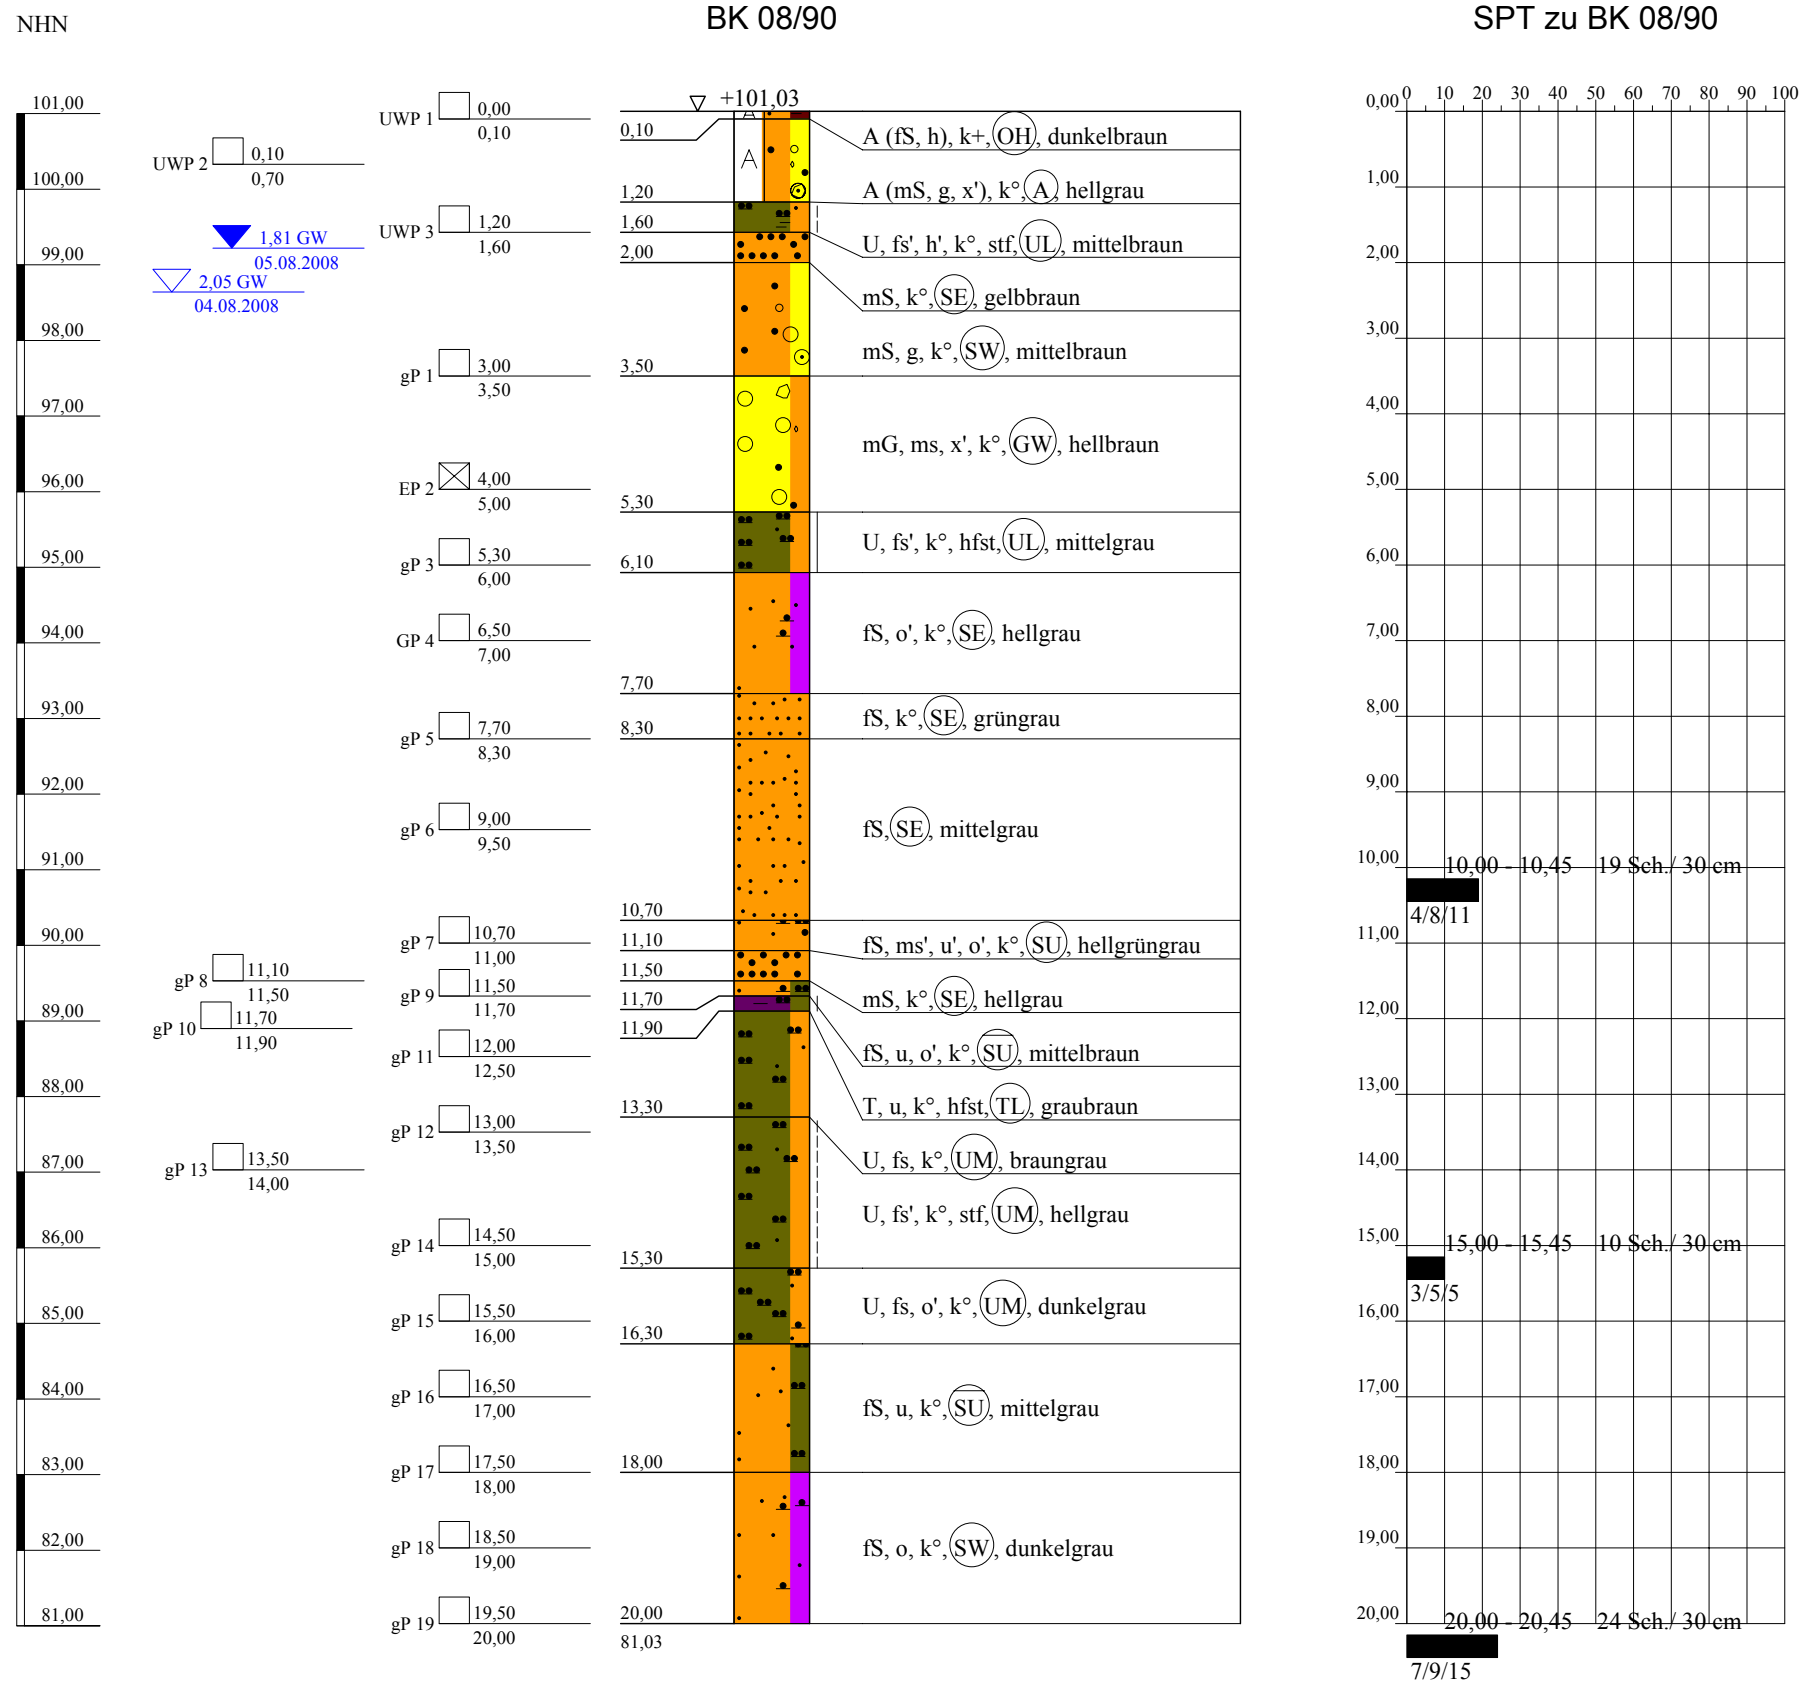 NHN
BK 08/90
SPT zu BK 08/90
101,00
100,00
99,00
98,00
97,00
96,00
95,00
94,00
93,00
92,00
91,00
90,00
89,00
88,00
87,00
86,00
85,00
84,00
83,00
82,00
81,00
UWP 1 0,00
0,10
UWP 2 0,10
0,70
UWP 3 1,20
1,60
1,81 GW
05.08.2008
2,05 GW
04.08.2008
gP 1 3,00
3,50
EP 2 4,00
5,00
gP 3 5,30
6,00
GP 4 6,50
7,00
gP 5 7,70
8,30
gP 6 9,00
9,50
gP 7 10,70
11,00
gP 8 11,10
11,50
gP 9 11,50
11,70
gP 10 11,70
11,90
gP 11 12,00
12,50
gP 12 13,00
13,50
gP 13 13,50
14,00
gP 14 14,50
15,00
gP 15 15,50
16,00
gP 16 16,50
17,00
gP 17 17,50
18,00
gP 18 18,50
19,00
gP 19 19,50
20,00
+101,03
0,10
1,20
1,60
2,00
3,50
5,30
6,10
7,70
8,30
10,70
11,10
11,50
11,70
11,90
13,30
15,30
16,30
18,00
20,00
81,03
A
A
A (fS, h), k+, OH, dunkelbraun
A (mS, g, x'), k°, A, hellgrau
U, fs', h', k°, stf, UL, mittelbraun
mS, k°, SE, gelbbraun
mS, g, k°, SW, mittelbraun
mG, ms, x', k°, GW, hellbraun
U, fs', k°, hfst, UL, mittelgrau
fS, o', k°, SE, hellgrau
fS, k°, SE, grüngrau
fS, SE, mittelgrau
fS, ms', u', o', k°, SU, hellgrüngrau
mS, k°, SE, hellgrau
fS, u, o', k°, S̅U̅, mittelbraun
T, u, k°, hfst, TL, graubraun
U, fs, k°, UM, braungrau
U, fs', k°, stf, UM, hellgrau
U, fs, o', k°, UM, dunkelgrau
fS, u, k°, S̅U̅, mittelgrau
fS, o, k°, SW, dunkelgrau
0 10 20 30 40 50 60 70 80 90 100
0,00
1,00
2,00
3,00
4,00
5,00
6,00
7,00
8,00
9,00
10,00
11,00
12,00
13,00
14,00
15,00
16,00
17,00
18,00
19,00
20,00
10,00 - 10,45 19 Sch./ 30 cm
4/8/11
15,00 - 15,45 10 Sch./ 30 cm
3/5/5
20,00 - 20,45 24 Sch./ 30 cm
7/9/15